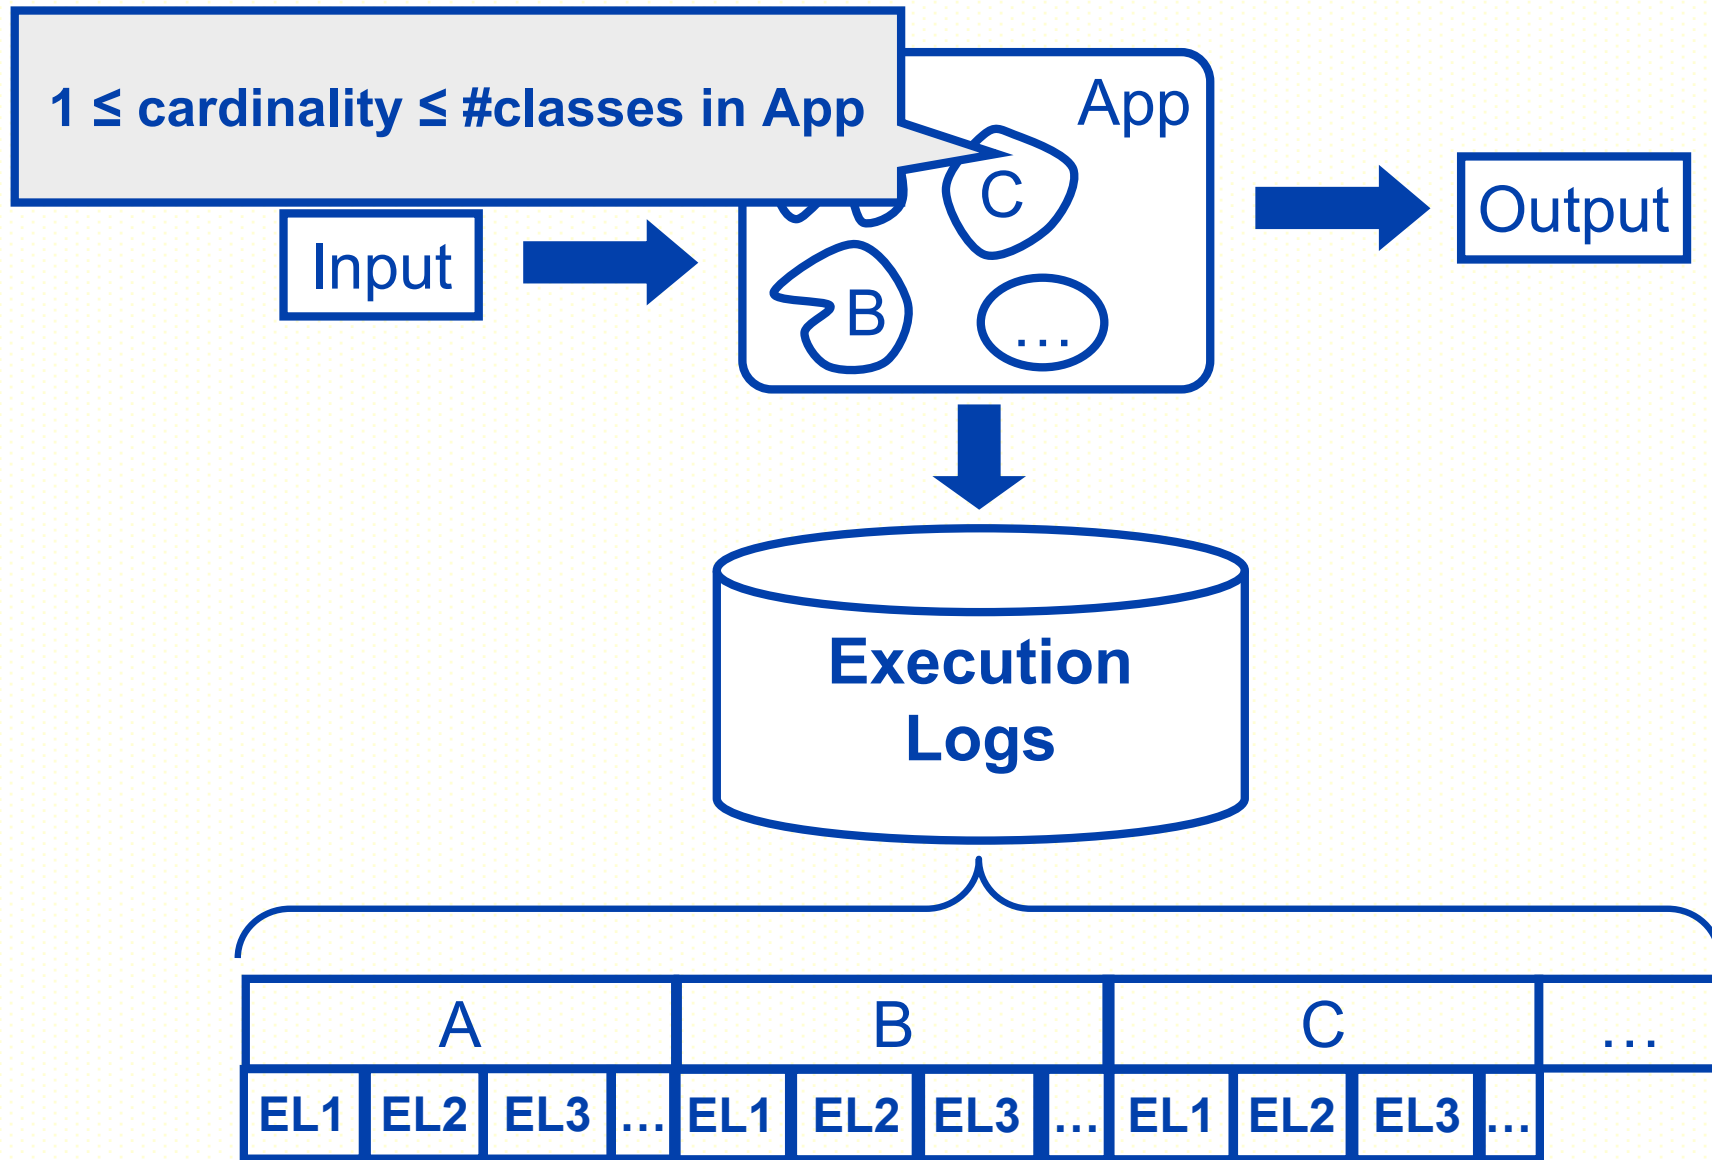 1 ≤ cardinality ≤ #classes in App
App
C
Input
Output
B
…
Execution
Logs
A B C …
EL1 EL2 EL3 … EL1 EL2 EL3 … EL1 EL2 EL3 …